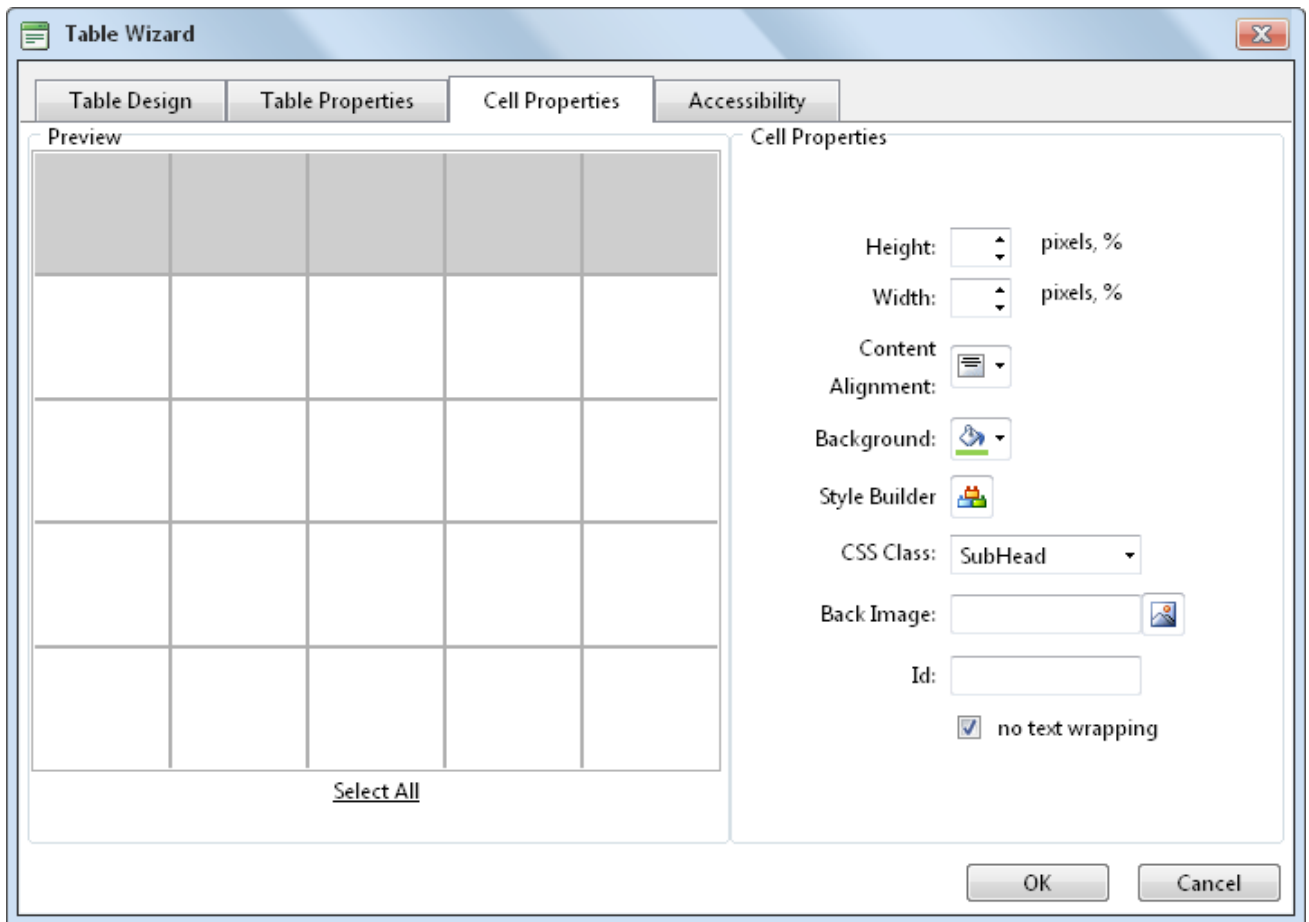 Table Wizard
Table Design
Table Properties
Cell Properties
Accessibility
Preview
Cell Properties
Height:
pixels, %
Width:
pixels, %
Content
Alignment:
Background:
Style Builder
CSS Class:
SubHead
Back Image:
Id:
no text wrapping
Select All
OK
Cancel